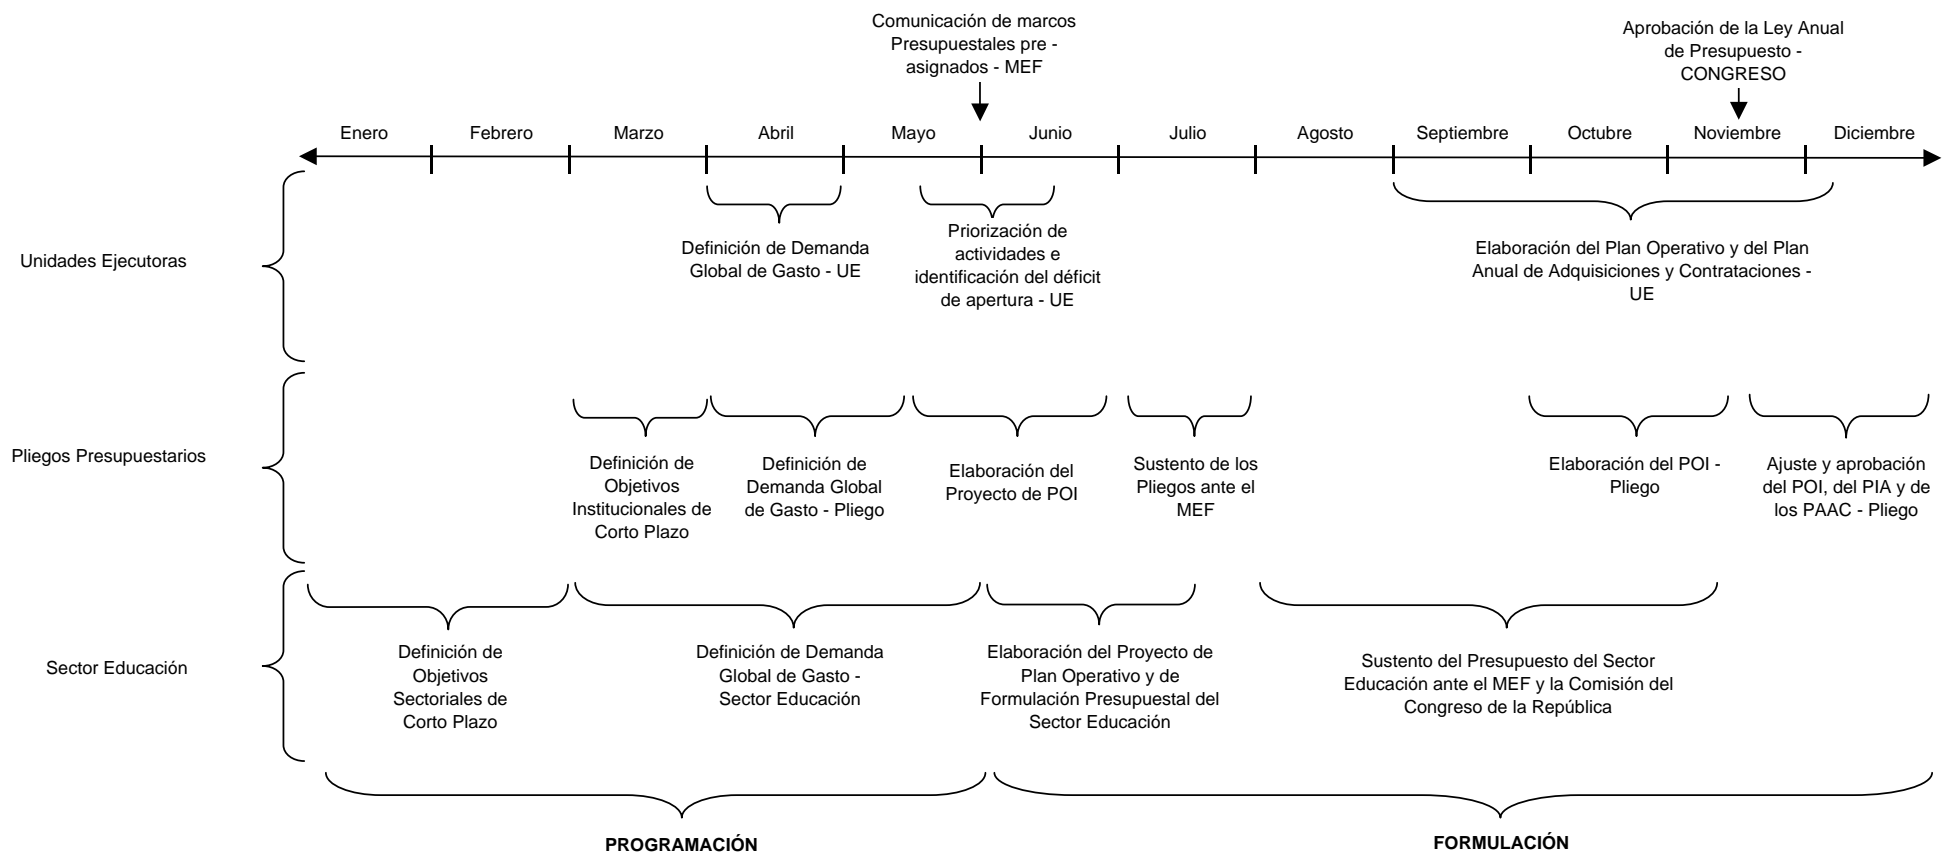 Comunicación de marcos
Presupuestales pre -
asignados - MEF
Aprobación de la Ley Anual
de Presupuesto -
CONGRESO
Enero Febrero Marzo Abril Mayo Junio Julio Agosto Septiembre Octubre Noviembre Diciembre
Unidades Ejecutoras
Definición de Demanda
Global de Gasto - UE
Priorización de
actividades e
identificación del déficit
de apertura - UE
Elaboración del Plan Operativo y del Plan
Anual de Adquisiciones y Contrataciones -
UE
Pliegos Presupuestarios
Definición de
Objetivos
Institucionales de
Corto Plazo
Definición de
Demanda Global
de Gasto - Pliego
Elaboración del
Proyecto de POI
Sustento de los
Pliegos ante el
MEF
Elaboración del POI -
Pliego
Ajuste y aprobación
del POI, del PIA y de
los PAAC - Pliego
Sector Educación
Definición de
Objetivos
Sectoriales de
Corto Plazo
Definición de Demanda
Global de Gasto -
Sector Educación
Elaboración del Proyecto de
Plan Operativo y de
Formulación Presupuestal del
Sector Educación
Sustento del Presupuesto del Sector
Educación ante el MEF y la Comisión del
Congreso de la República
PROGRAMACIÓN
FORMULACIÓN